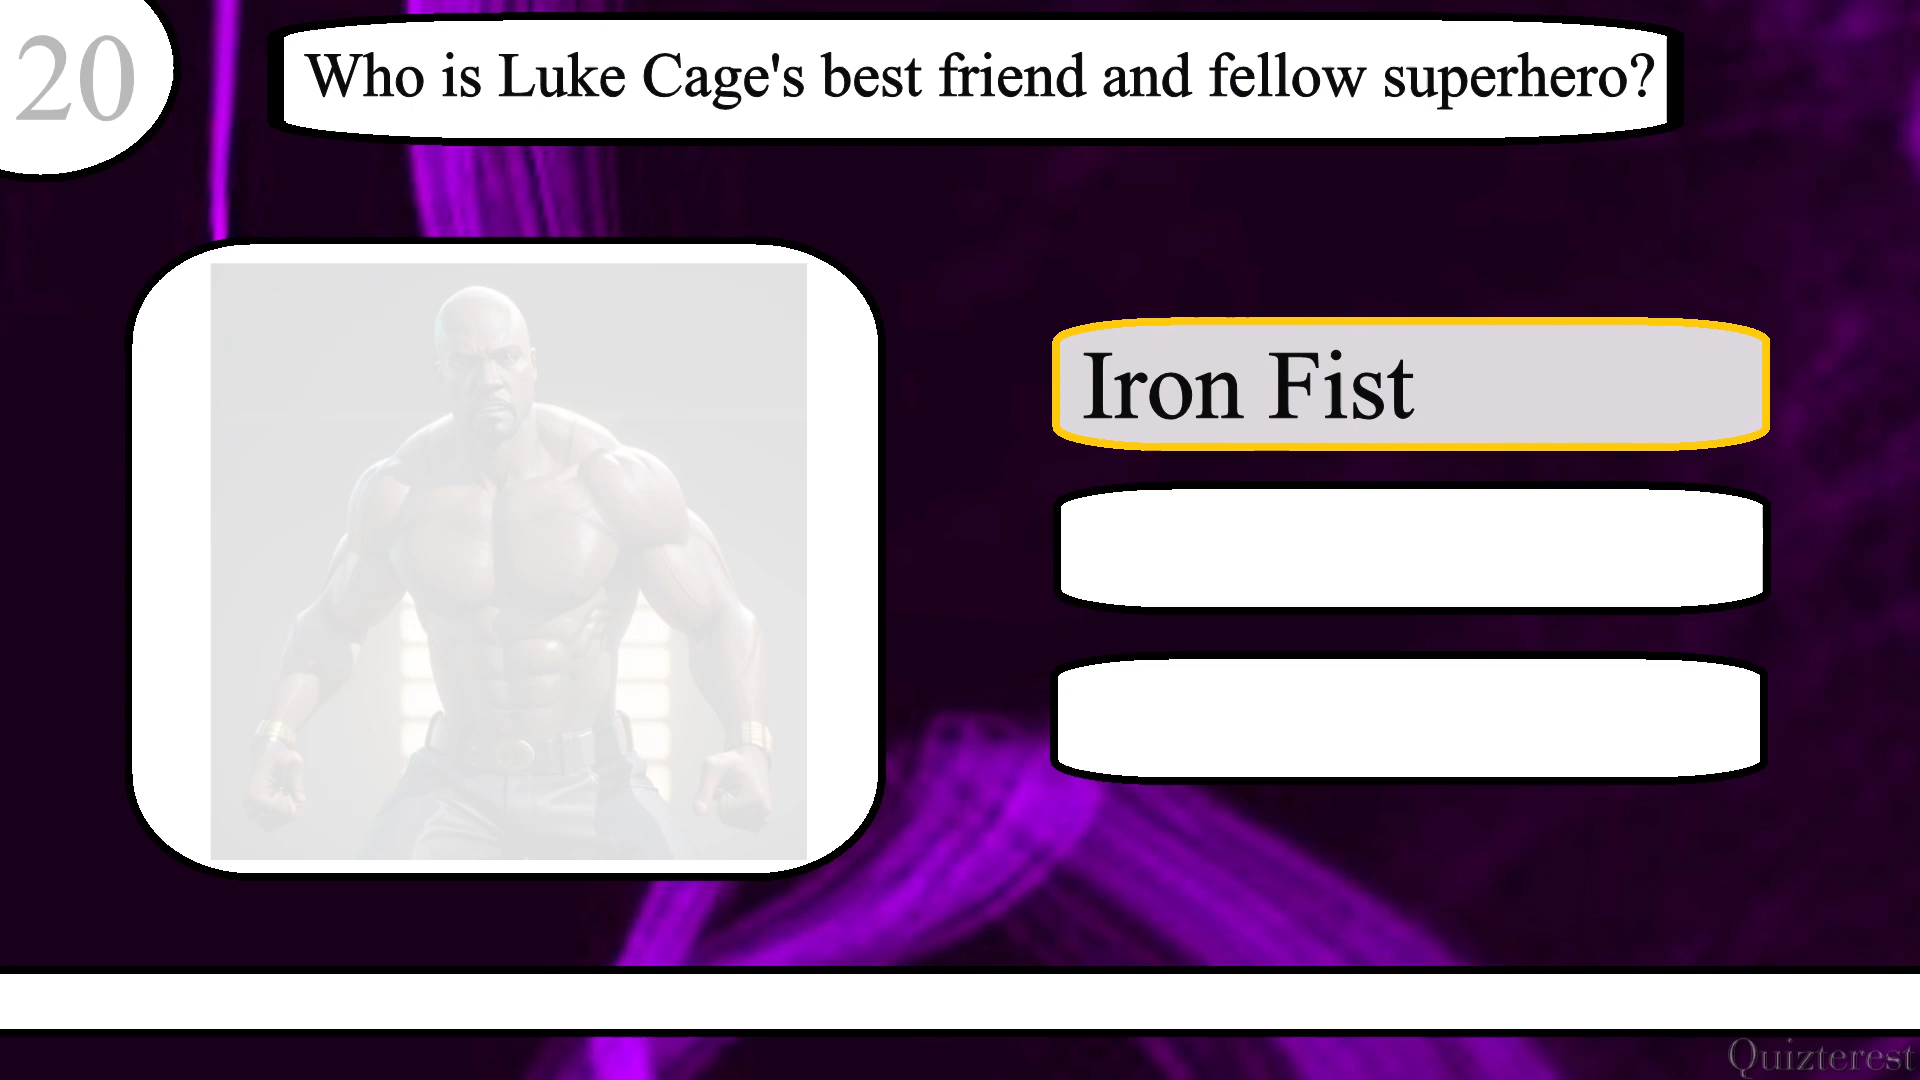 20
Who is Luke Cage's best friend and fellow superhero?
Iron Fist
Quizterest